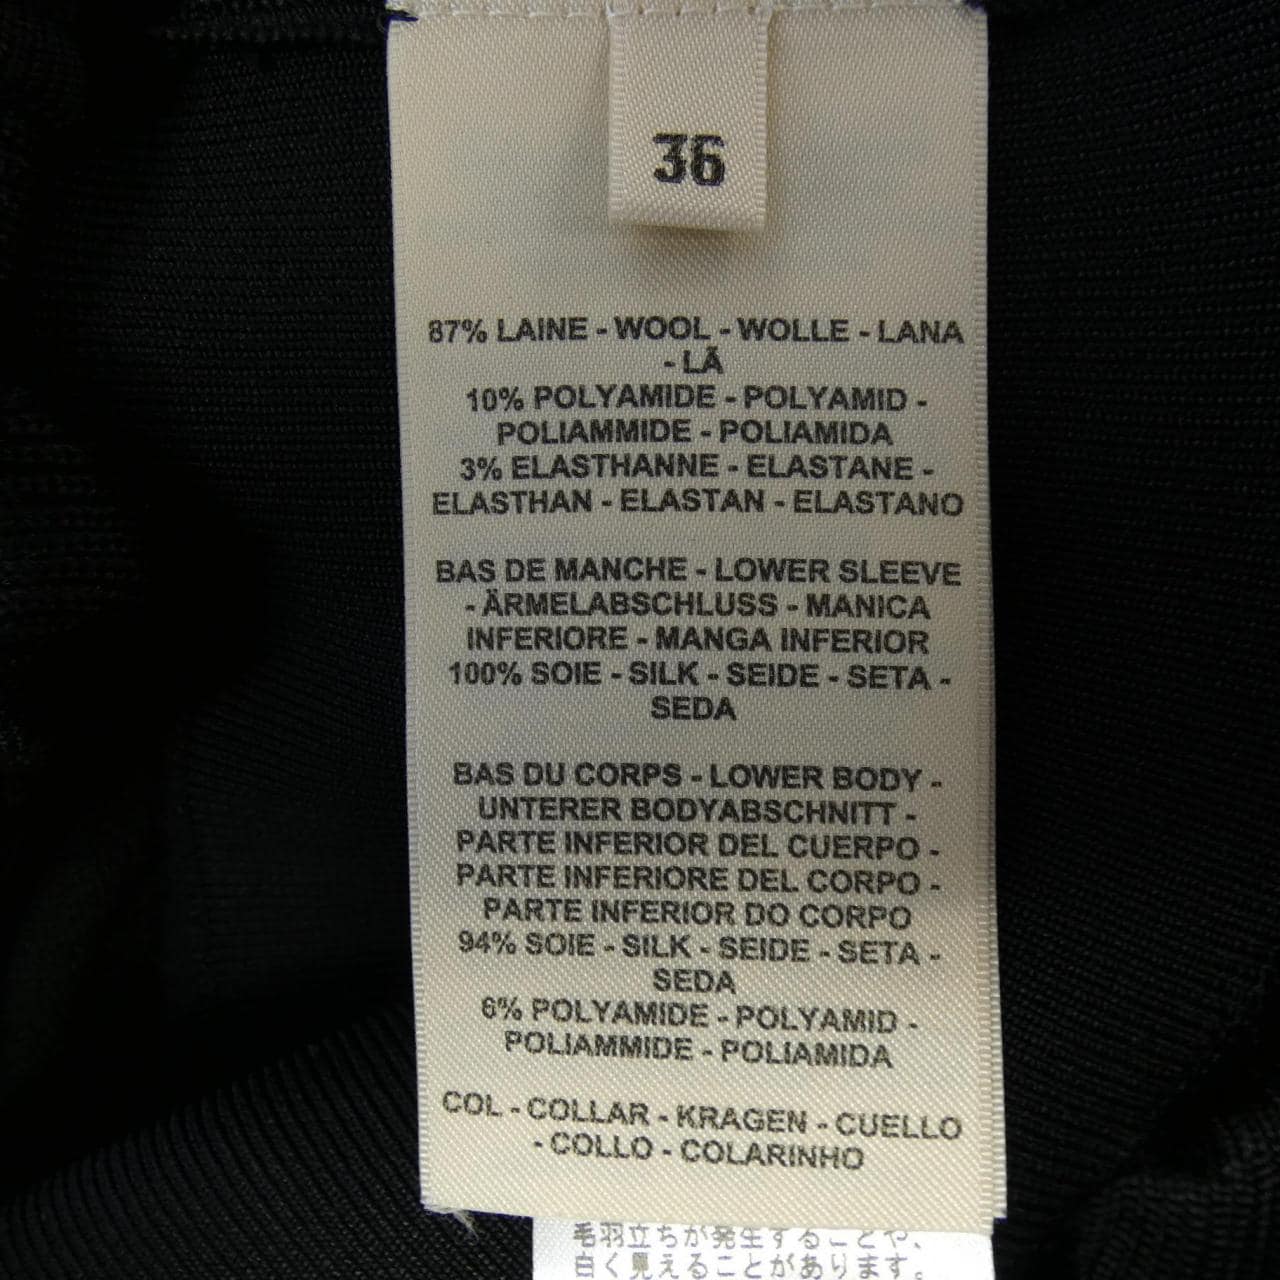 36
87% LAINE - WOOL - WOLLE - LANA
- LÃ
10% POLYAMIDE - POLYAMID -
POLIAMMIDE - POLIAMIDA
3% ELASTHANNE - ELASTANE -
ELASTHAN - ELASTAN - ELASTANO
BAS DE MANCHE - LOWER SLEEVE
- ÄRMELABSCHLUSS - MANICA
INFERIORE - MANGA INFERIOR
100% SOIE - SILK - SEIDE - SETA -
SEDA
BAS DU CORPS - LOWER BODY -
UNTERER BODYABSCHNITT -
PARTE INFERIOR DEL CUERPO -
PARTE INFERIORE DEL CORPO -
PARTE INFERIOR DO CORPO
94% SOIE - SILK - SEIDE - SETA -
SEDA
6% POLYAMIDE - POLYAMID -
POLIAMMIDE - POLIAMIDA
COL - COLLAR - KRAGEN - CUELLO
- COLLO - COLARINHO
毛羽立ちが発生することや、
白く見えることがあります。